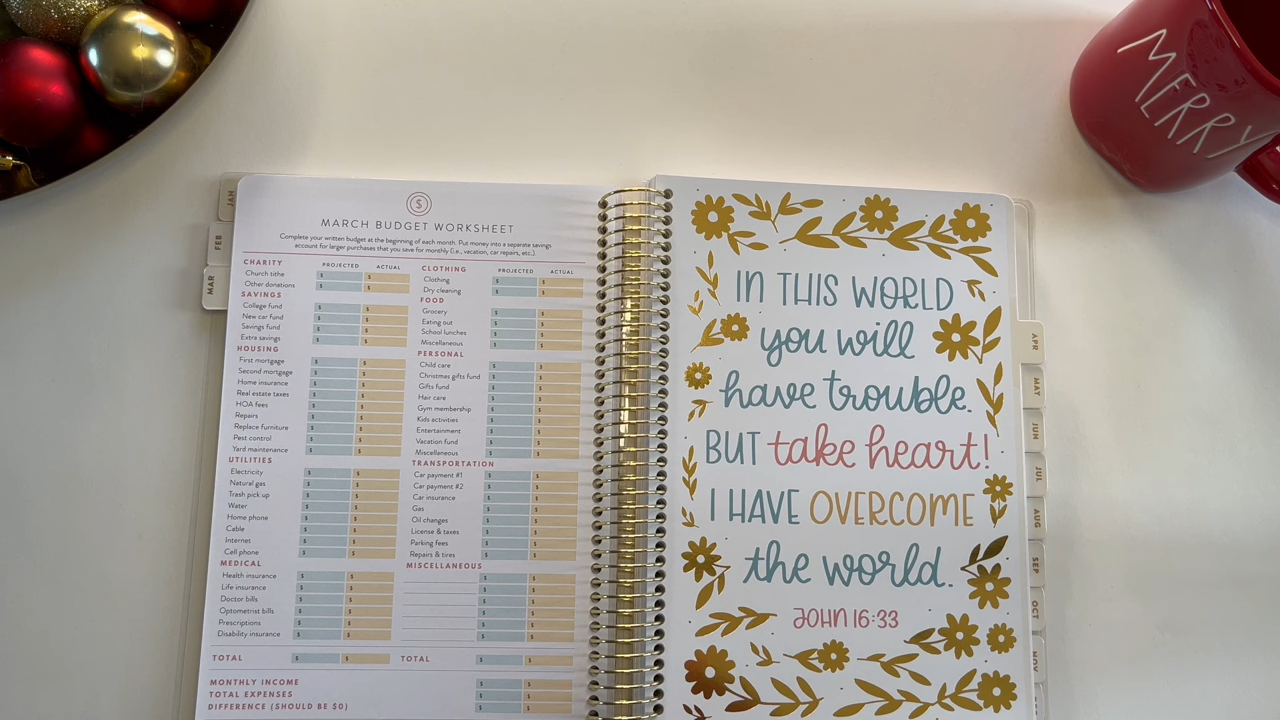 MERRY
JAN
FEB
MAR
$
MARCH BUDGET WORKSHEET
Complete your written budget at the beginning of each month. Put money into a separate savings
account for larger purchases that you save for monthly (i.e., vacation, car repairs, etc.).
PROJECTED ACTUAL
CHARITY
Church tithe $ $
Other donations $ $
SAVINGS
College fund $ $
New car fund $ $
Savings fund $ $
Extra savings $ $
HOUSING
First mortgage $ $
Second mortgage $ $
Home insurance $ $
Real estate taxes $ $
HOA fees $ $
Repairs $ $
Replace furniture $ $
Pest control $ $
Yard maintenance $ $
UTILITIES
Electricity $ $
Natural gas $ $
Trash pick up $ $
Water $ $
Home phone $ $
Cable $ $
Internet $ $
Cell phone $ $
MEDICAL
Health insurance $ $
Life insurance $ $
Doctor bills $ $
Optometrist bills $ $
Prescriptions $ $
Disability insurance $ $
TOTAL $ $
PROJECTED ACTUAL
CLOTHING
Clothing $ $
Dry cleaning $ $
FOOD
Grocery $ $
Eating out $ $
School lunches $ $
Miscellaneous $ $
PERSONAL
Child care $ $
Christmas gifts fund $ $
Gifts fund $ $
Hair care $ $
Gym membership $ $
Kids activities $ $
Entertainment $ $
Vacation fund $ $
Miscellaneous $ $
TRANSPORTATION
Car payment #1 $ $
Car payment #2 $ $
Car insurance $ $
Gas $ $
Oil changes $ $
License & taxes $ $
Parking fees $ $
Repairs & tires $ $
MISCELLANEOUS
$ $
$ $
$ $
$ $
$ $
$ $
TOTAL $ $
MONTHLY INCOME $ $
TOTAL EXPENSES $ $
DIFFERENCE (SHOULD BE $0) $ $
IN THIS WORLD
you will
have trouble.
BUT take heart!
I HAVE OVERCOME
the world.
JOHN 16:33
APR
MAY
JUN
JUL
AUG
SEP
OCT
NOV